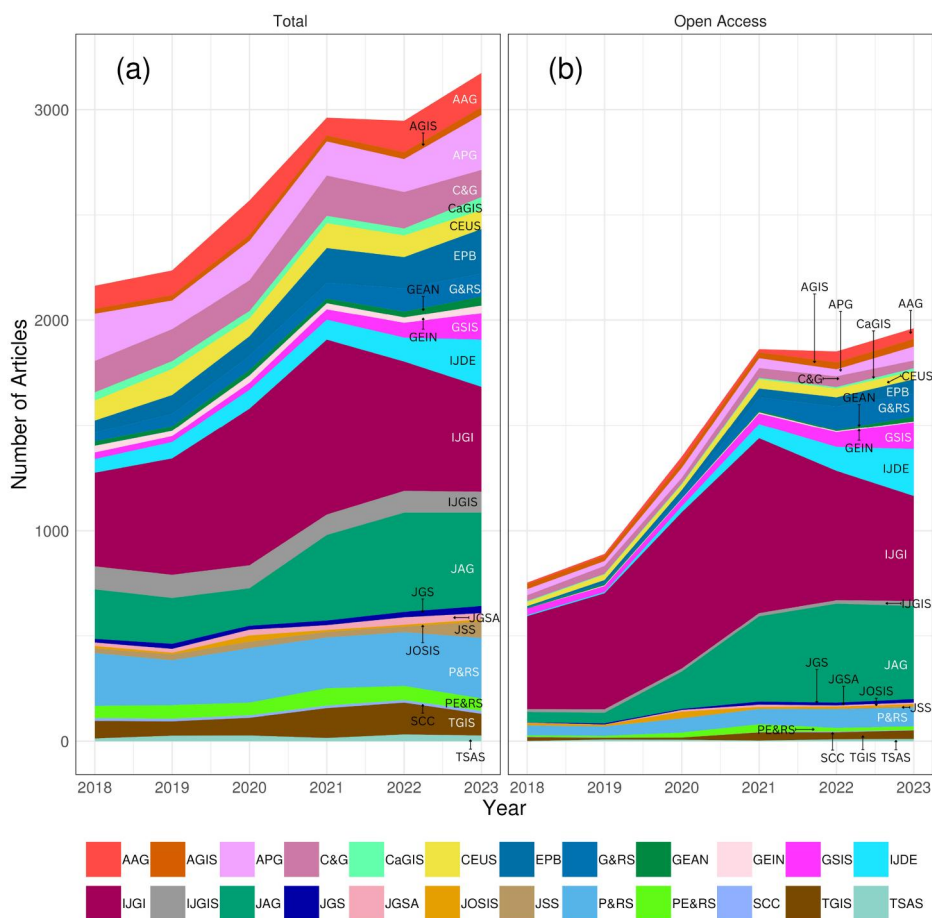 Total
Open Access
(a)
(b)
Number of Articles
3000
2000
1000
0
AAG
AGIS
APG
C&G
CaGIS
CEUS
EPB
GEAN
G&RS
GEIN
GSIS
IJDE
IJGI
IJGIS
JAG
JGS
JGSA
JSS
JOSIS
P&RS
PE&RS
SCC
TGIS
TSAS
AGIS
APG
AAG
CaGIS
C&G
CEUS
GEAN
EPB
G&RS
GEIN
GSIS
IJDE
IJGI
IJGIS
JAG
JGS
JGSA
JOSIS
JSS
P&RS
PE&RS
SCC
TGIS
TSAS
2018 2019 2020 2021 2022 2023 2018 2019 2020 2021 2022 2023
Year
AAG AGIS APG C&G CaGIS CEUS EPB G&RS GEAN GEIN GSIS IJDE
IJGI IJGIS JAG JGS JGSA JOSIS JSS P&RS PE&RS SCC TGIS TSAS